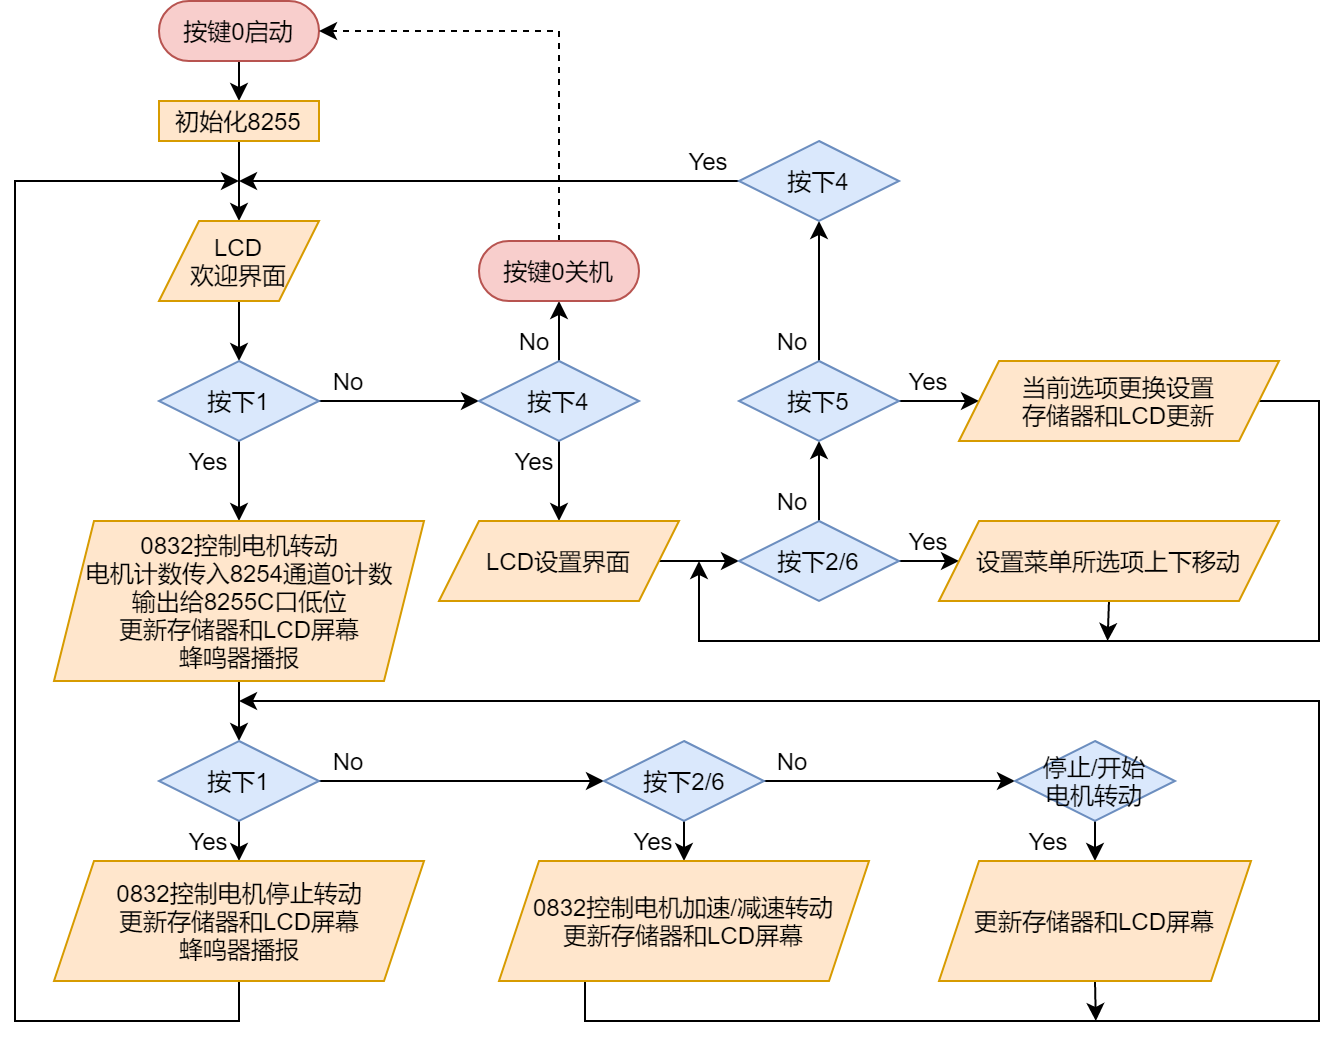 按键0启动
初始化8255
Yes
按下4
LCD
欢迎界面
按键0关机
No
No
按下1
No
按下4
按下5
Yes
当前选项更换设置
存储器和LCD更新
Yes
Yes
No
0832控制电机转动
电机计数传入8254通道0计数
输出给8255C口低位
更新存储器和LCD屏幕
蜂鸣器播报
LCD设置界面
按下2/6
Yes
设置菜单所选项上下移动
按下1
No
按下2/6
No
停止/开始
电机转动
Yes
Yes
Yes
0832控制电机停止转动
更新存储器和LCD屏幕
蜂鸣器播报
0832控制电机加速/减速转动
更新存储器和LCD屏幕
更新存储器和LCD屏幕